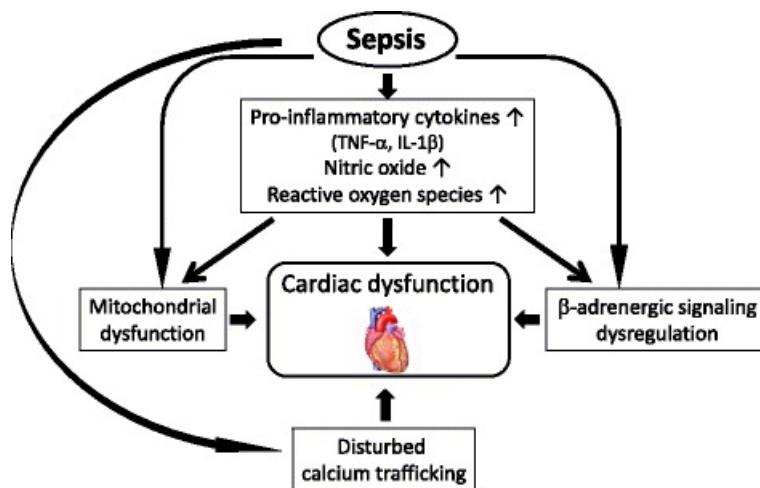 Sepsis
Pro-inflammatory cytokines ↑
(TNF-α, IL-1β)
Nitric oxide ↑
Reactive oxygen species ↑
Mitochondrial
dysfunction
Cardiac dysfunction
β-adrenergic signaling
dysregulation
Disturbed
calcium trafficking